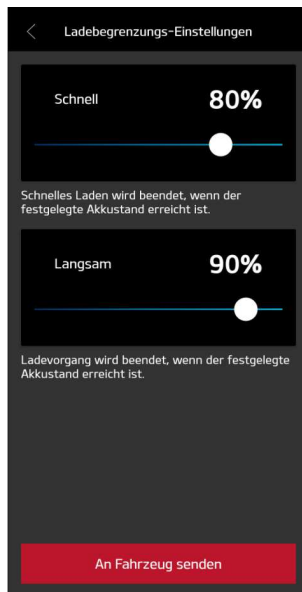 Ladebegrenzungs-Einstellungen
Schnell 80%
Schnelles Laden wird beendet, wenn der
festgelegte Akkustand erreicht ist.
Langsam 90%
Ladevorgang wird beendet, wenn der festgelegte
Akkustand erreicht ist.
An Fahrzeug senden